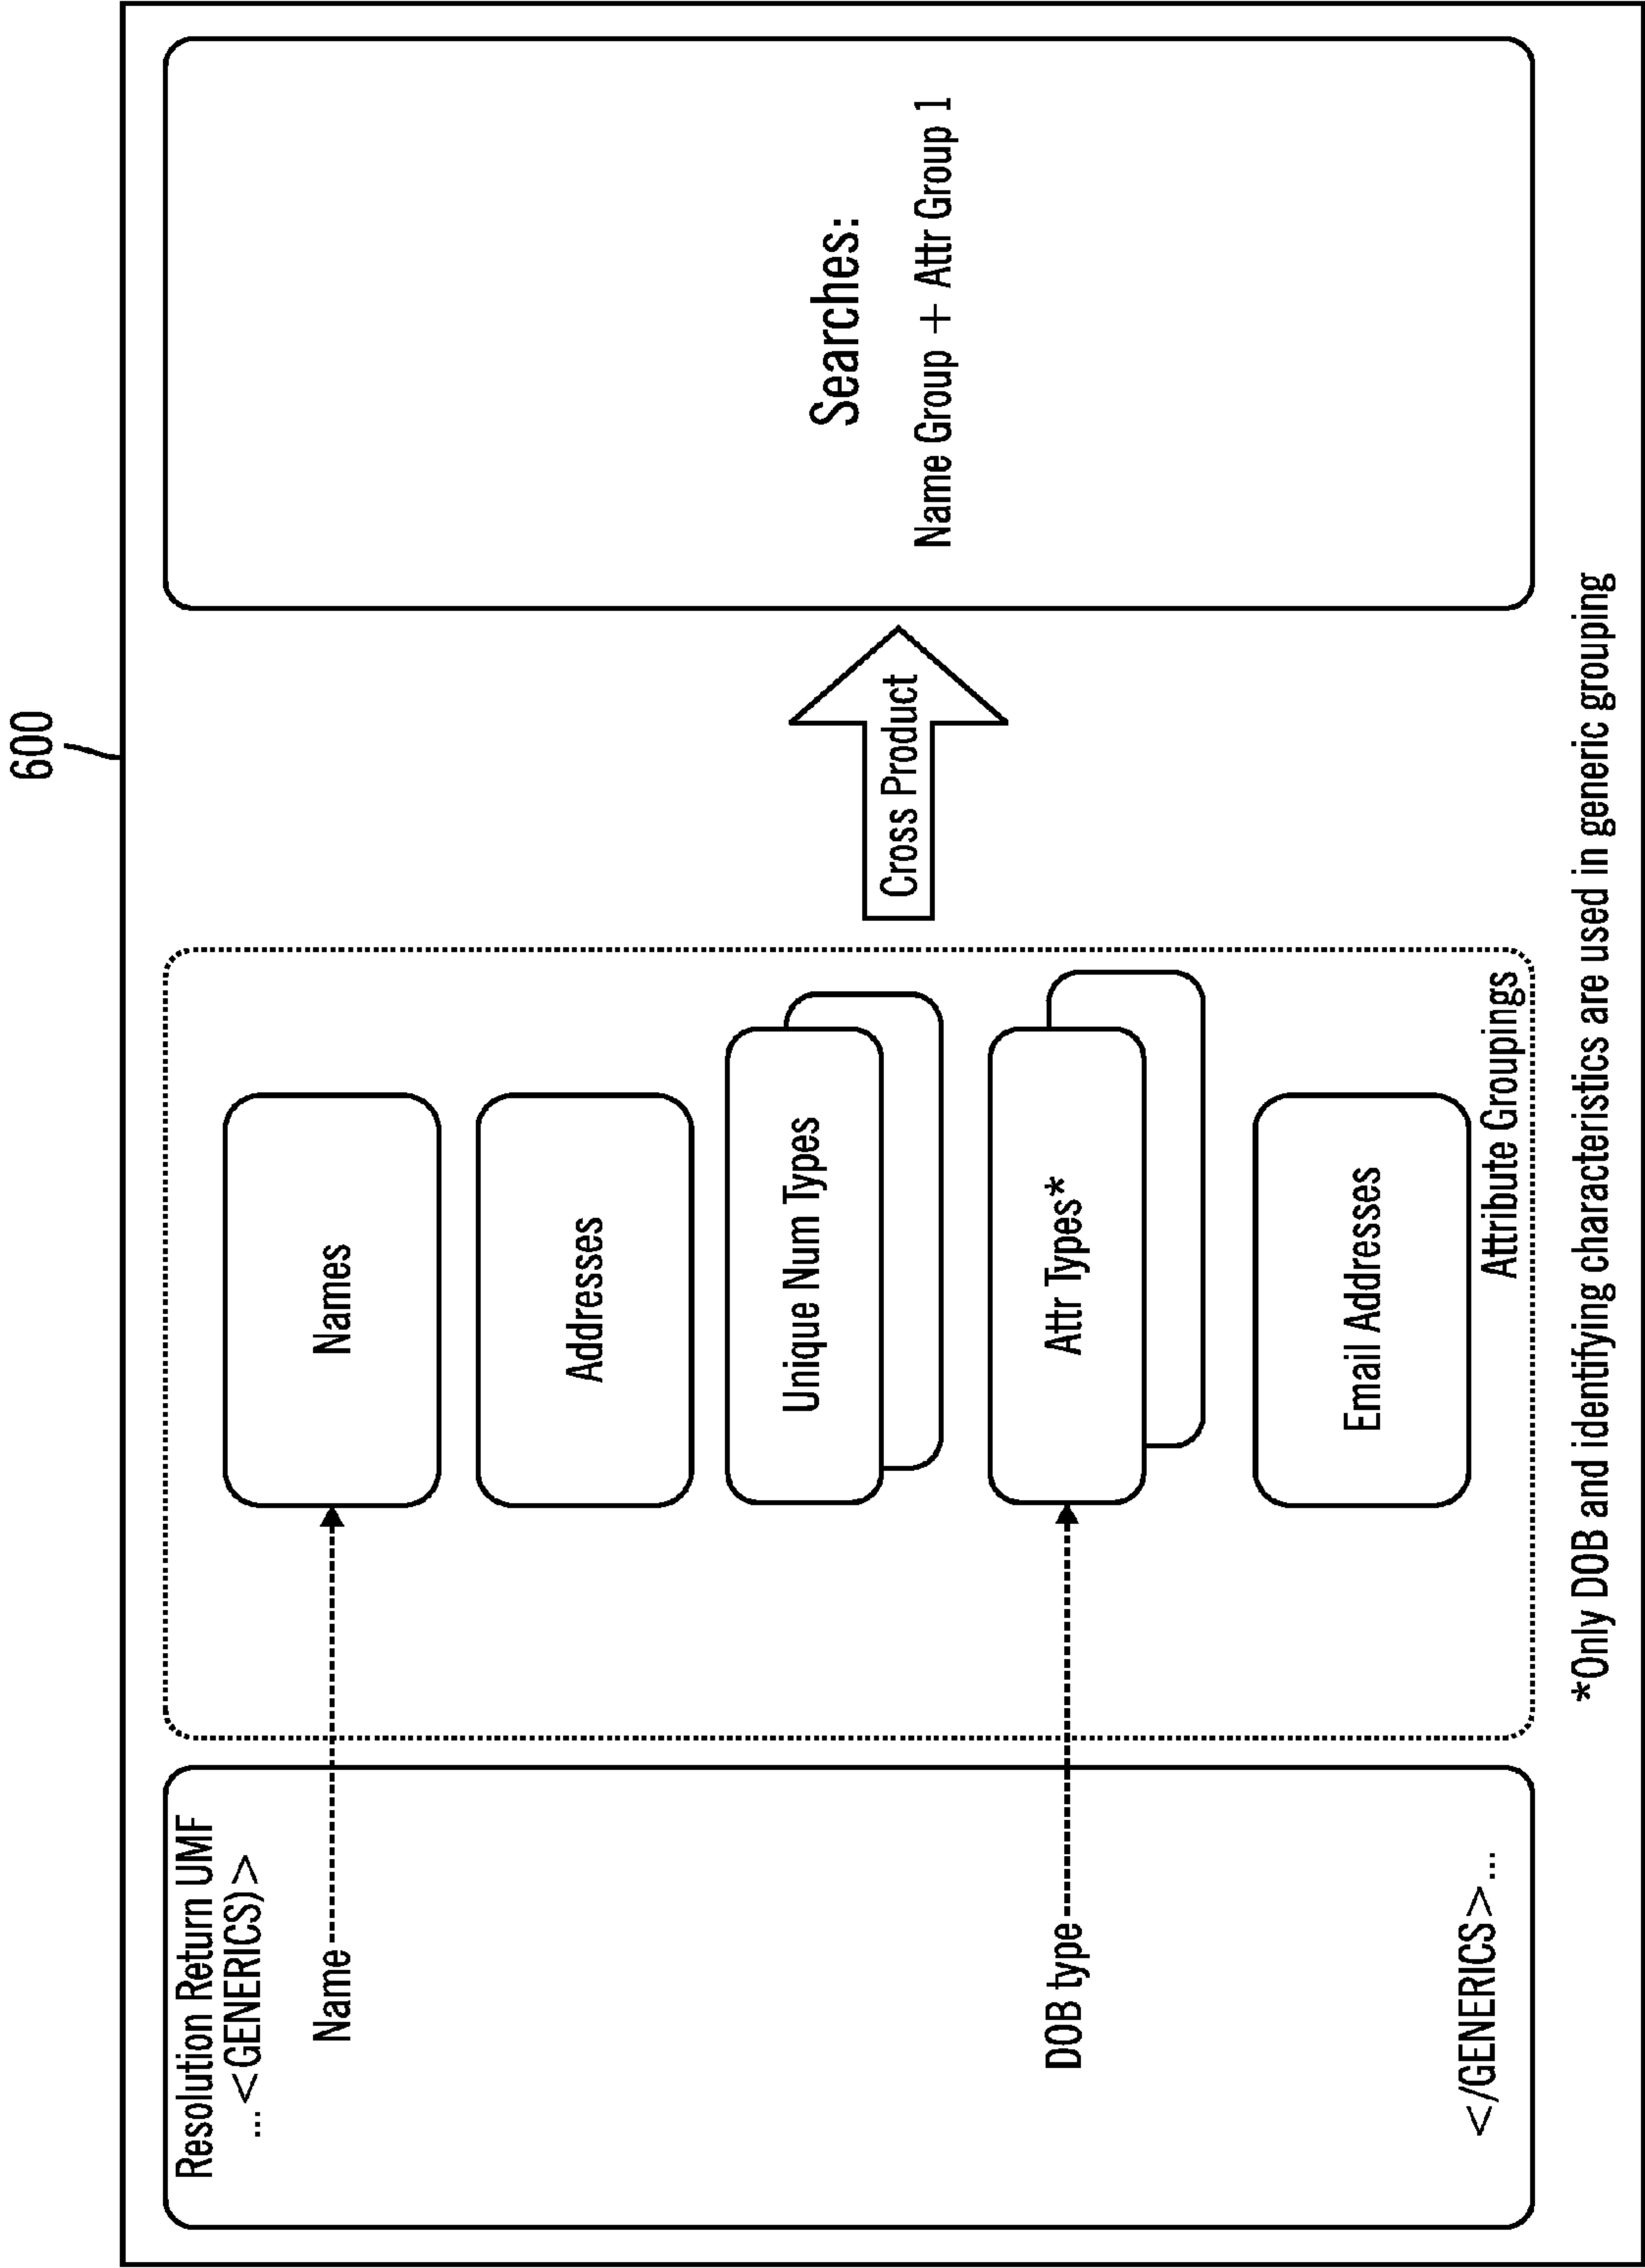 600
Resolution Return UMF
...<GENERICS)>
Name
DOB type
</GENERICS>...
Names
Addresses
Unique Num Types
Attr Types*
Email Addresses
Attribute Groupings
Cross Product
Searches:
Name Group + Attr Group 1
*Only DOB and identifying characteristics are used in generic grouping